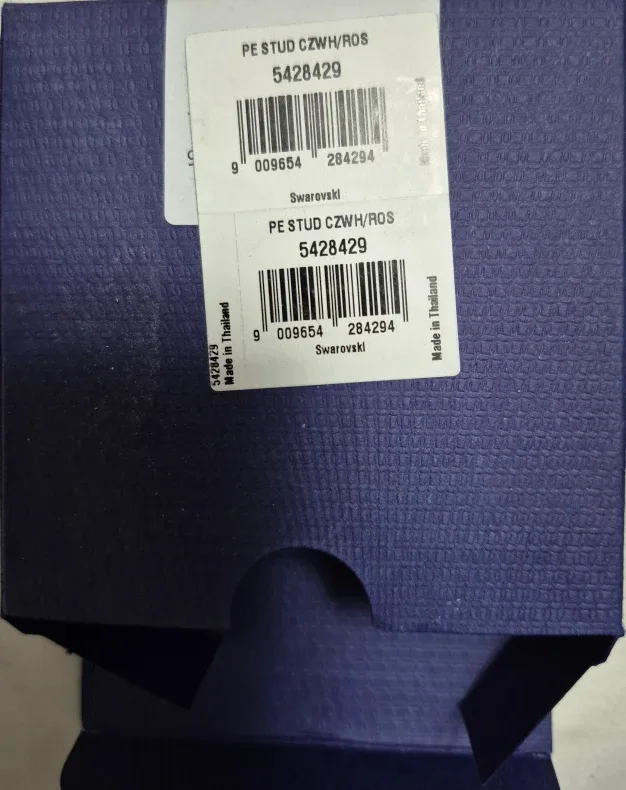 PE STUD CZWH/ROS
5428429
9 009654 284294
Made in Thailand
Swarovski
PE STUD CZWH/ROS
5428429
9 009654 284294
Swarovski
5428429
Made in Thailand
Made in Thailand